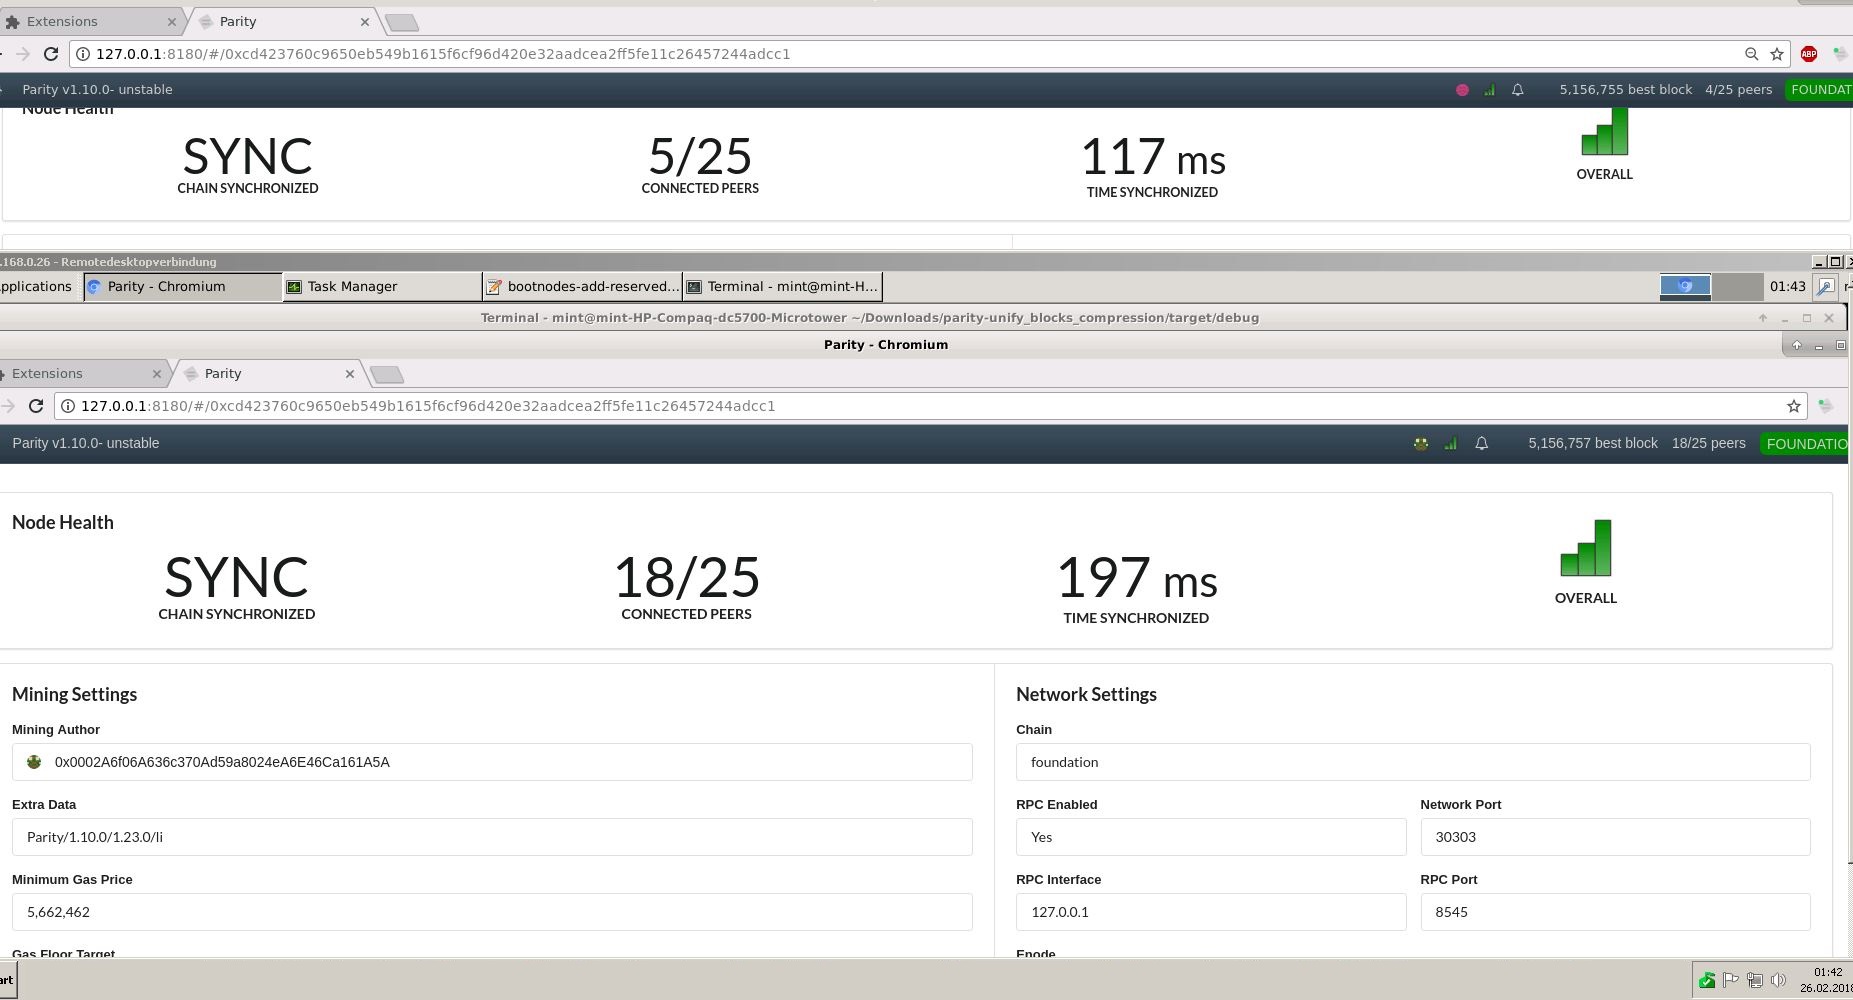 Extensions
Parity
127.0.0.1:8180/#/0xcd423760c9650eb549b1615f6cf96d420e32aadcea2ff5fe11c26457244adcc1
ABP
Parity v1.10.0- unstable
5,156,755 best block 4/25 peers FOUNDAT
Node Health
SYNC
CHAIN SYNCHRONIZED
5/25
CONNECTED PEERS
117 ms
TIME SYNCHRONIZED
OVERALL
.168.0.26 - Remotedesktopverbindung
pplications Parity - Chromium Task Manager bootnodes-add-reserved... Terminal - mint@mint-H... 01:43
Terminal - mint@mint-HP-Compaq-dc5700-Microtower ~/Downloads/parity-unify_blocks_compression/target/debug
Parity - Chromium
Extensions
Parity
127.0.0.1:8180/#/0xcd423760c9650eb549b1615f6cf96d420e32aadcea2ff5fe11c26457244adcc1
Parity v1.10.0- unstable
5,156,757 best block 18/25 peers FOUNDATIO
Node Health
SYNC
CHAIN SYNCHRONIZED
18/25
CONNECTED PEERS
197 ms
TIME SYNCHRONIZED
OVERALL
Mining Settings
Mining Author
0x0002A6f06A636c370Ad59a8024eA6E46Ca161A5A
Extra Data
Parity/1.10.0/1.23.0/li
Minimum Gas Price
5,662,462
Gas Floor Target
Network Settings
Chain
foundation
RPC Enabled
Yes
Network Port
30303
RPC Interface
127.0.0.1
RPC Port
8545
Enode
art
01:42
26.02.2018